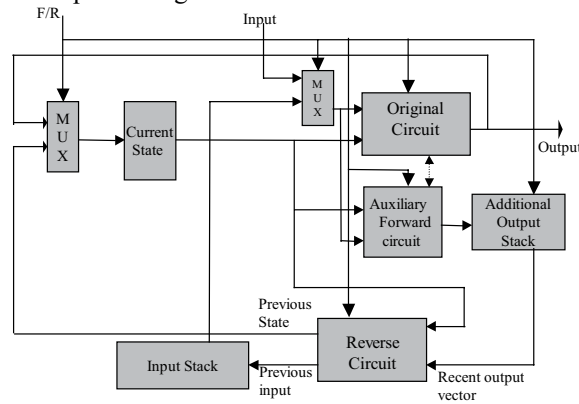 F/R
Input
M
U
X
Current
State
M
U
X
Original
Circuit
Output
Auxiliary
Forward
circuit
Additional
Output
Stack
Previous
State
Reverse
Circuit
Input Stack
Previous
input
Recent output
vector